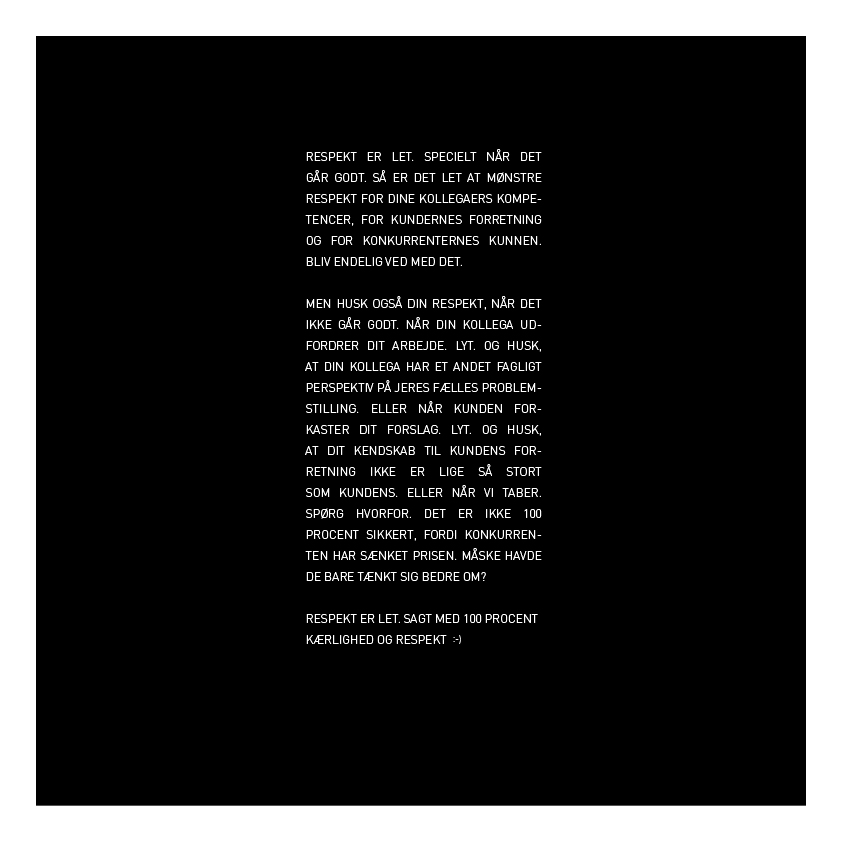 RESPEKT ER LET. SPECIELT NÅR DET
GÅR GODT. SÅ ER DET LET AT MØNSTRE
RESPEKT FOR DINE KOLLEGAERS KOMPE-
TENCER, FOR KUNDERNES FORRETNING
OG FOR KONKURRENTERNES KUNNEN.
BLIV ENDELIG VED MED DET.

MEN HUSK OGSÅ DIN RESPEKT, NÅR DET
IKKE GÅR GODT. NÅR DIN KOLLEGA UD-
FORDRER DIT ARBEJDE. LYT. OG HUSK,
AT DIN KOLLEGA HAR ET ANDET FAGLIGT
PERSPEKTIV PÅ JERES FÆLLES PROBLEM-
STILLING. ELLER NÅR KUNDEN FOR-
KASTER DIT FORSLAG. LYT. OG HUSK,
AT DIT KENDSKAB TIL KUNDENS FOR-
RETNING IKKE ER LIGE SÅ STORT
SOM KUNDENS. ELLER NÅR VI TABER.
SPØRG HVORFOR. DET ER IKKE 100
PROCENT SIKKERT, FORDI KONKURREN-
TEN HAR SÆNKET PRISEN. MÅSKE HAVDE
DE BARE TÆNKT SIG BEDRE OM?

RESPEKT ER LET. SAGT MED 100 PROCENT
KÆRLIGHED OG RESPEKT :-)